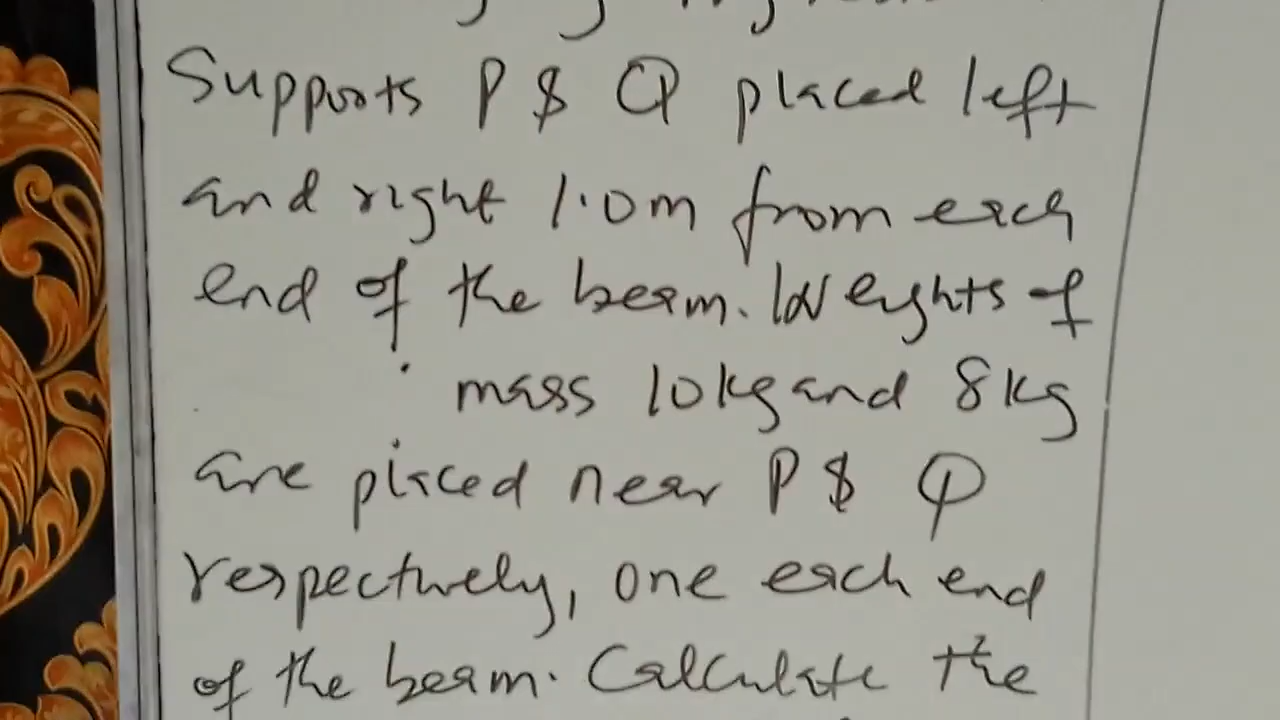 Supports P & Q placed left
and right 1.0m from each
end of the beam. Weights of
mass 10kg and 8kg
are placed near P & Q
respectively, one each end
of the beam. Calculate the